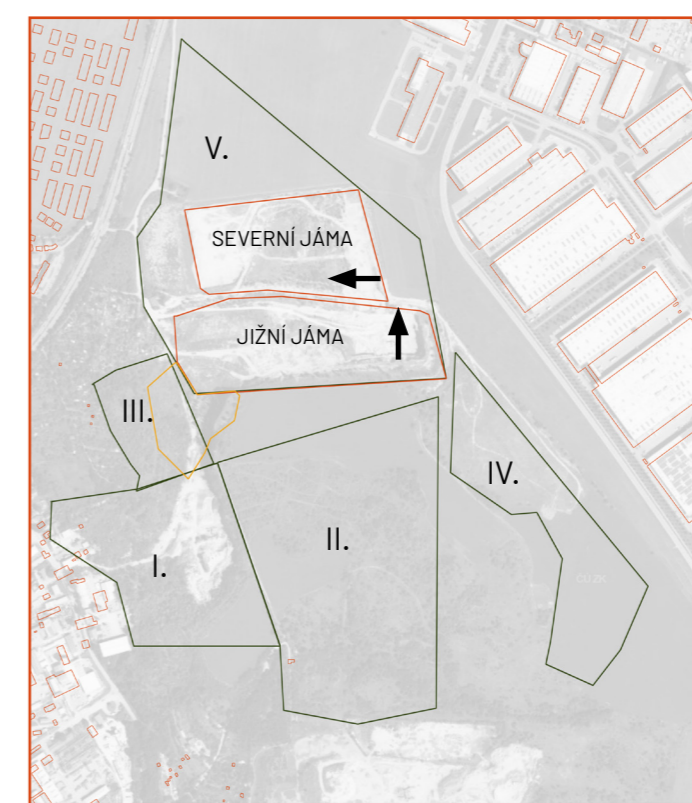 V.
SEVERNÍ JÁMA
JIŽNÍ JÁMA
III.
IV.
II.
I.
ČÚZK